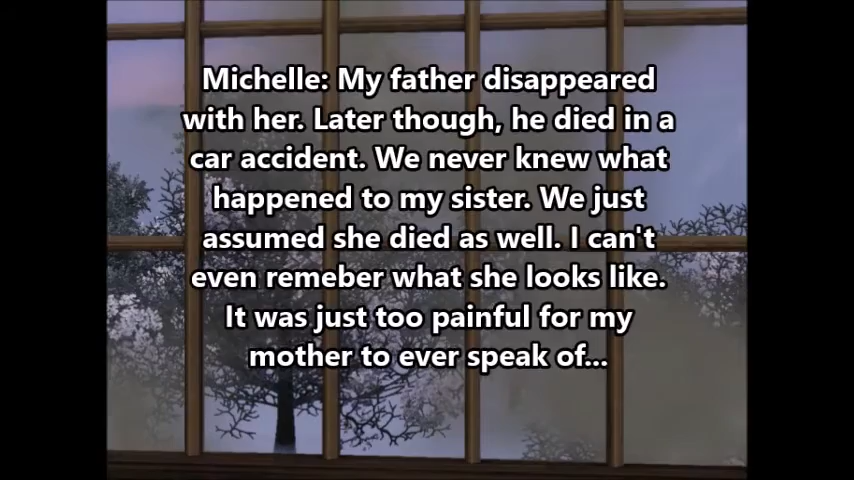 Michelle: My father disappeared
with her. Later though, he died in a
car accident. We never knew what
happened to my sister. We just
assumed she died as well. I can't
even remeber what she looks like.
It was just too painful for my
mother to ever speak of...